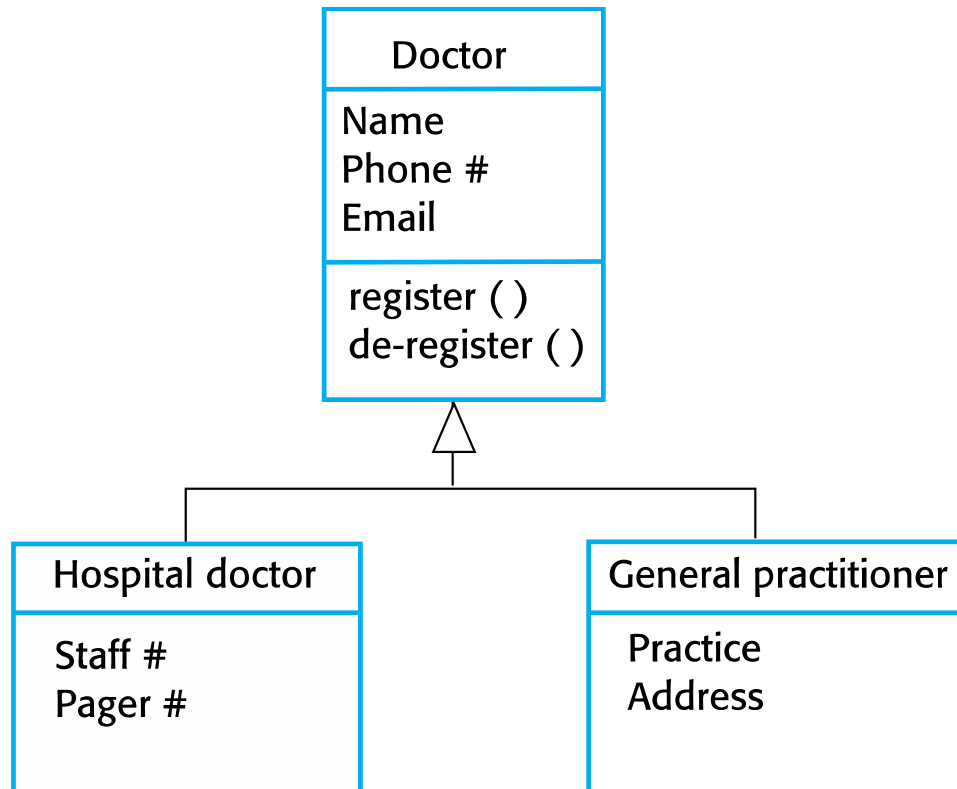 Doctor
Name
Phone #
Email
register ( )
de-register ( )
Hospital doctor
Staff #
Pager #
General practitioner
Practice
Address